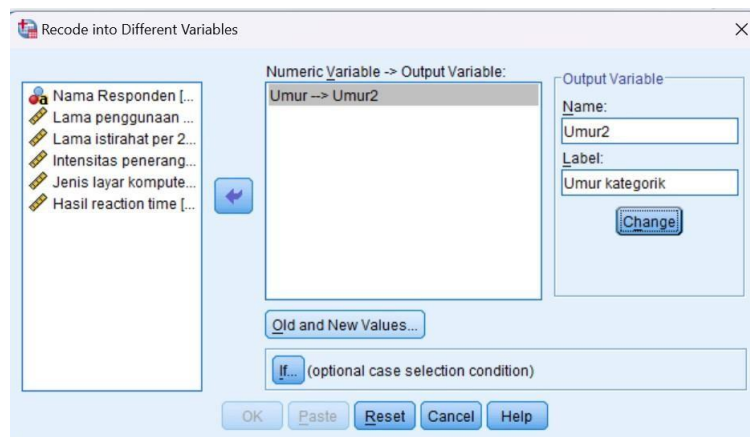 Recode into Different Variables
Nama Responden [...
Lama penggunaan ...
Lama istirahat per 2...
Intensitas penerang...
Jenis layar kompute...
Hasil reaction time [...
Numeric Variable -> Output Variable:
Umur --> Umur2
Output Variable
Name:
Umur2
Label:
Umur kategorik
Change
Old and New Values...
If... (optional case selection condition)
OK Paste Reset Cancel Help